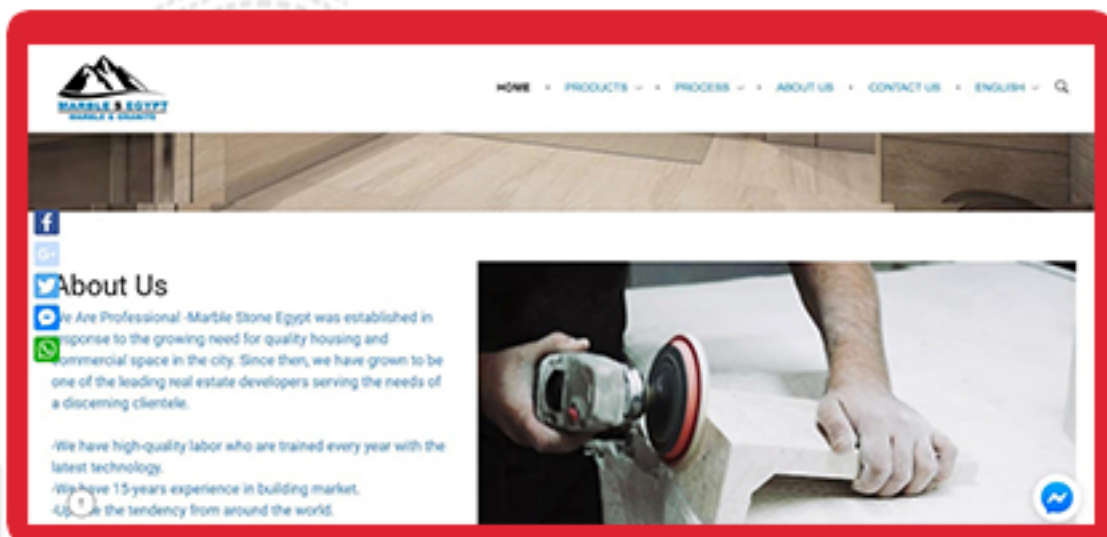 MARBLE S EGYPT
MARBLE & GRANITE
HOME
PRODUCTS
PROCESS
ABOUT US
CONTACT US
ENGLISH
About Us
We Are Professional -Marble Stone Egypt was established in
response to the growing need for quality housing and
commercial space in the city. Since then, we have grown to be
one of the leading real estate developers serving the needs of
a discerning clientele.
-We have high-quality labor who are trained every year with the
latest technology.
-We have 15-years experience in building market.
the tendency from around the world.